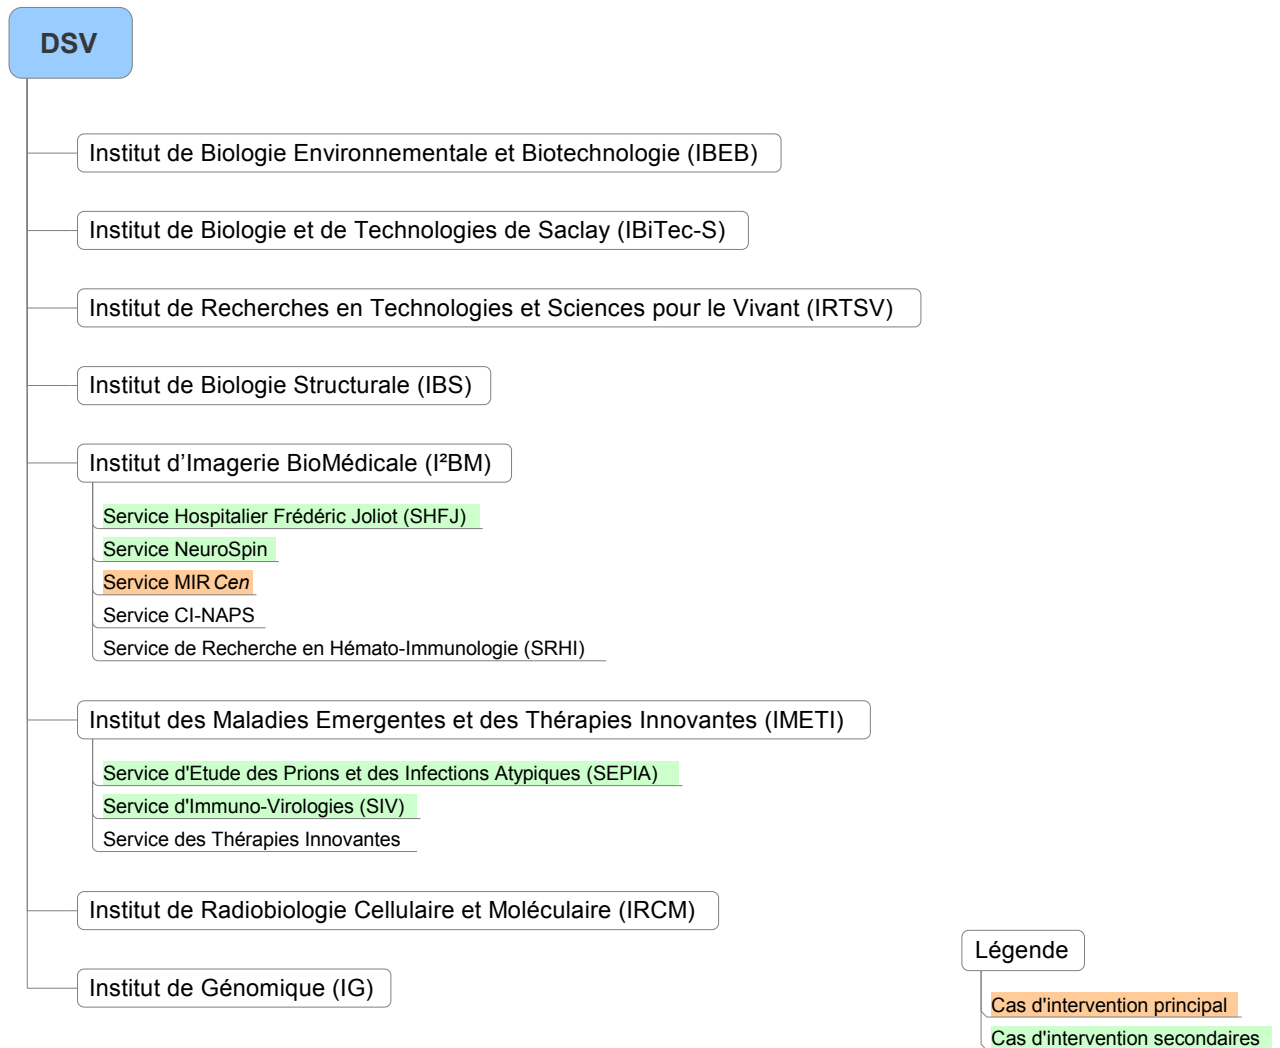 DSV
Institut de Biologie Environnementale et Biotechnologie (IBEB)
Institut de Biologie et de Technologies de Saclay (IBiTec-S)
Institut de Recherches en Technologies et Sciences pour le Vivant (IRTSV)
Institut de Biologie Structurale (IBS)
Institut d’Imagerie BioMédicale (I²BM)
Service Hospitalier Frédéric Joliot (SHFJ)
Service NeuroSpin
Service MIRCen
Service CI-NAPS
Service de Recherche en Hémato-Immunologie (SRHI)
Institut des Maladies Emergentes et des Thérapies Innovantes (IMETI)
Service d'Etude des Prions et des Infections Atypiques (SEPIA)
Service d'Immuno-Virologies (SIV)
Service des Thérapies Innovantes
Institut de Radiobiologie Cellulaire et Moléculaire (IRCM)
Institut de Génomique (IG)
Légende
Cas d'intervention principal
Cas d'intervention secondaires